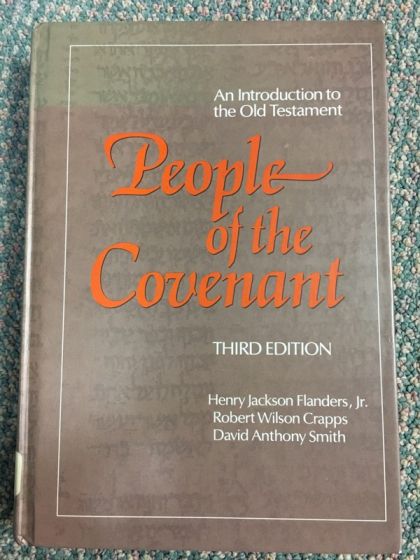 An Introduction to
the Old Testament
People
of the
Covenant
THIRD EDITION
Henry Jackson Flanders, Jr.
Robert Wilson Crapps
David Anthony Smith